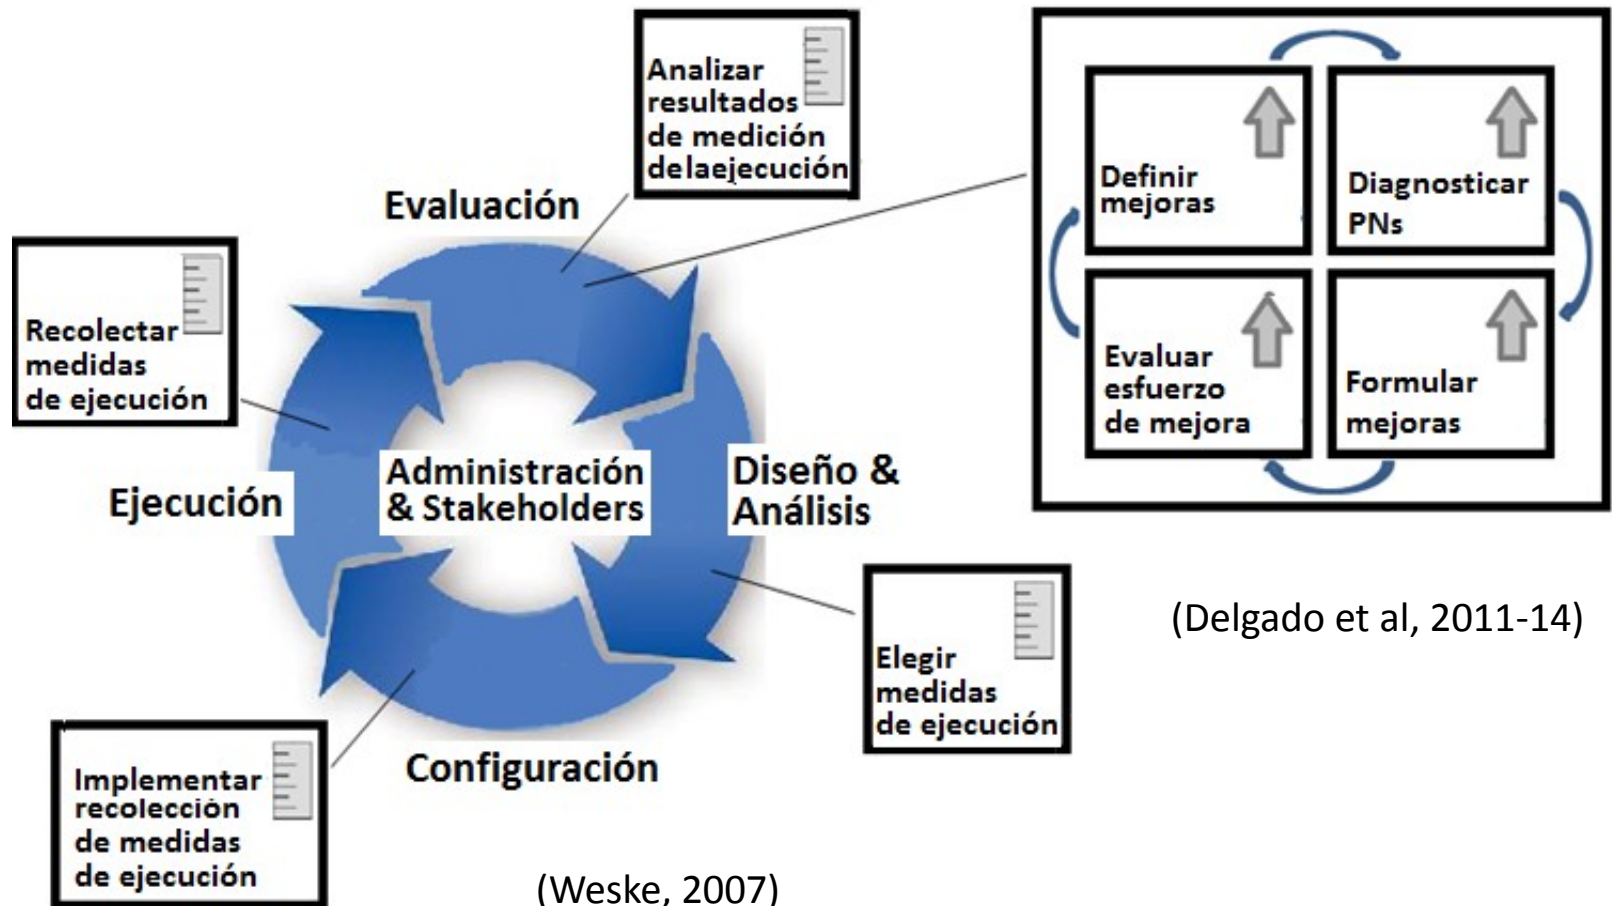 Analizar
resultados
de medición
delaejecución
Evaluación
Definir
mejoras
Diagnosticar
PNs
Recolectar
medidas
de ejecución
Evaluar
esfuerzo
de mejora
Formular
mejoras
Ejecución
Administración
& Stakeholders
Diseño &
Análisis
(Delgado et al, 2011-14)
Elegir
medidas
de ejecución
Configuración
Implementar
recolección
de medidas
de ejecución
(Weske, 2007)